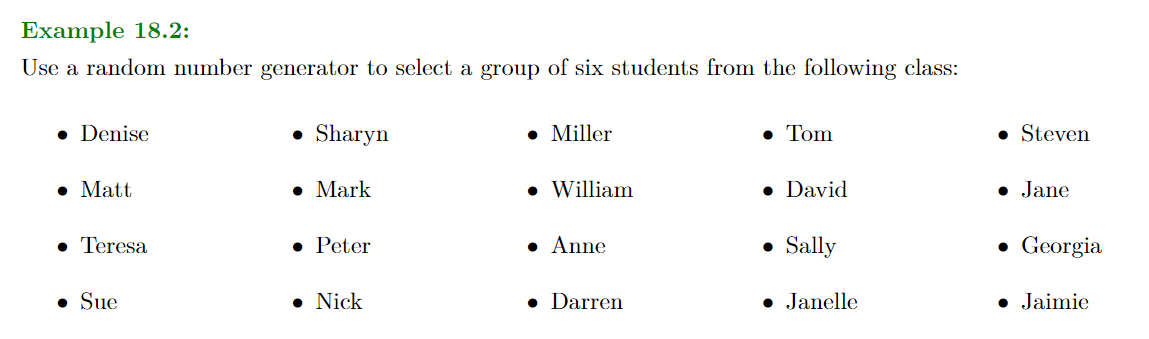 Example 18.2:
Use a random number generator to select a group of six students from the following class:
• Denise • Sharyn • Miller • Tom • Steven
• Matt • Mark • William • David • Jane
• Teresa • Peter • Anne • Sally • Georgia
• Sue • Nick • Darren • Janelle • Jaimie